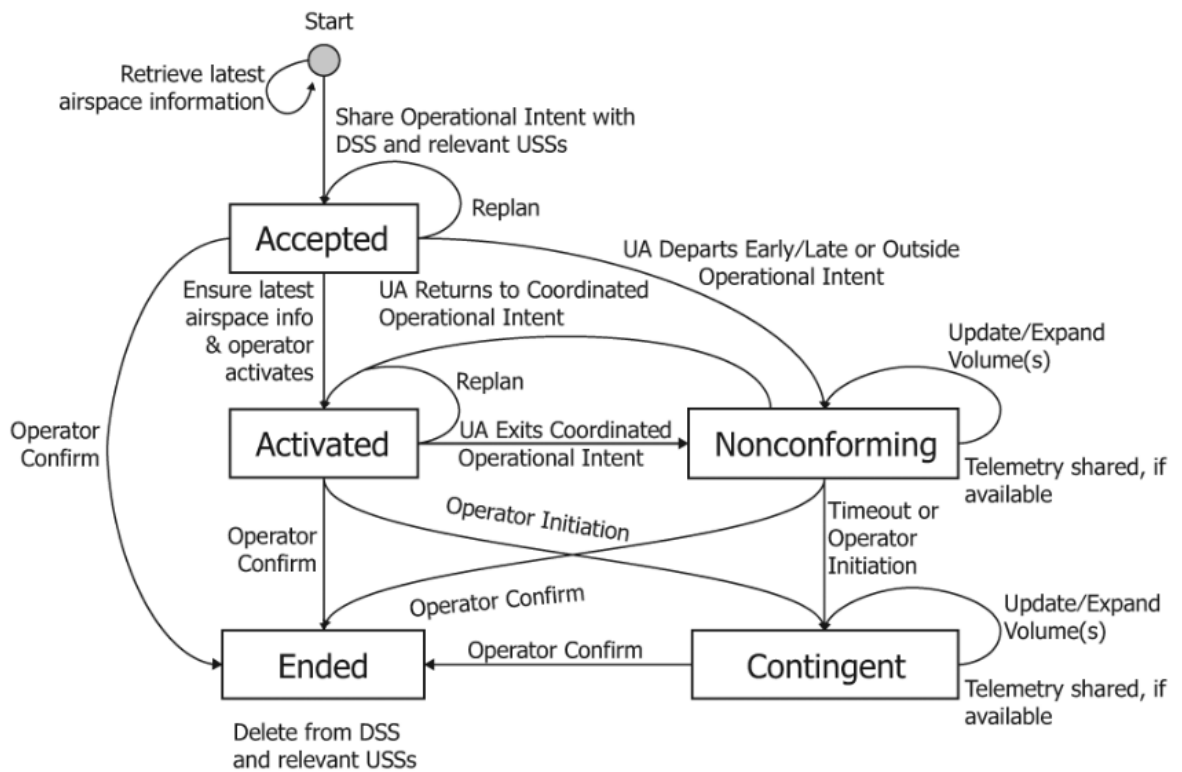 Start
Retrieve latest
airspace information
Share Operational Intent with
DSS and relevant USSs
Replan
Accepted
UA Departs Early/Late or Outside
Operational Intent
Ensure latest
airspace info
& operator
activates
UA Returns to Coordinated
Operational Intent
Update/Expand
Volume(s)
Replan
Operator
Confirm
Activated
UA Exits Coordinated
Operational Intent
Nonconforming
Telemetry shared, if
available
Operator Initiation
Timeout or
Operator
Initiation
Operator
Confirm
Operator Confirm
Update/Expand
Volume(s)
Ended
Operator Confirm
Contingent
Telemetry shared, if
available
Delete from DSS
and relevant USSs